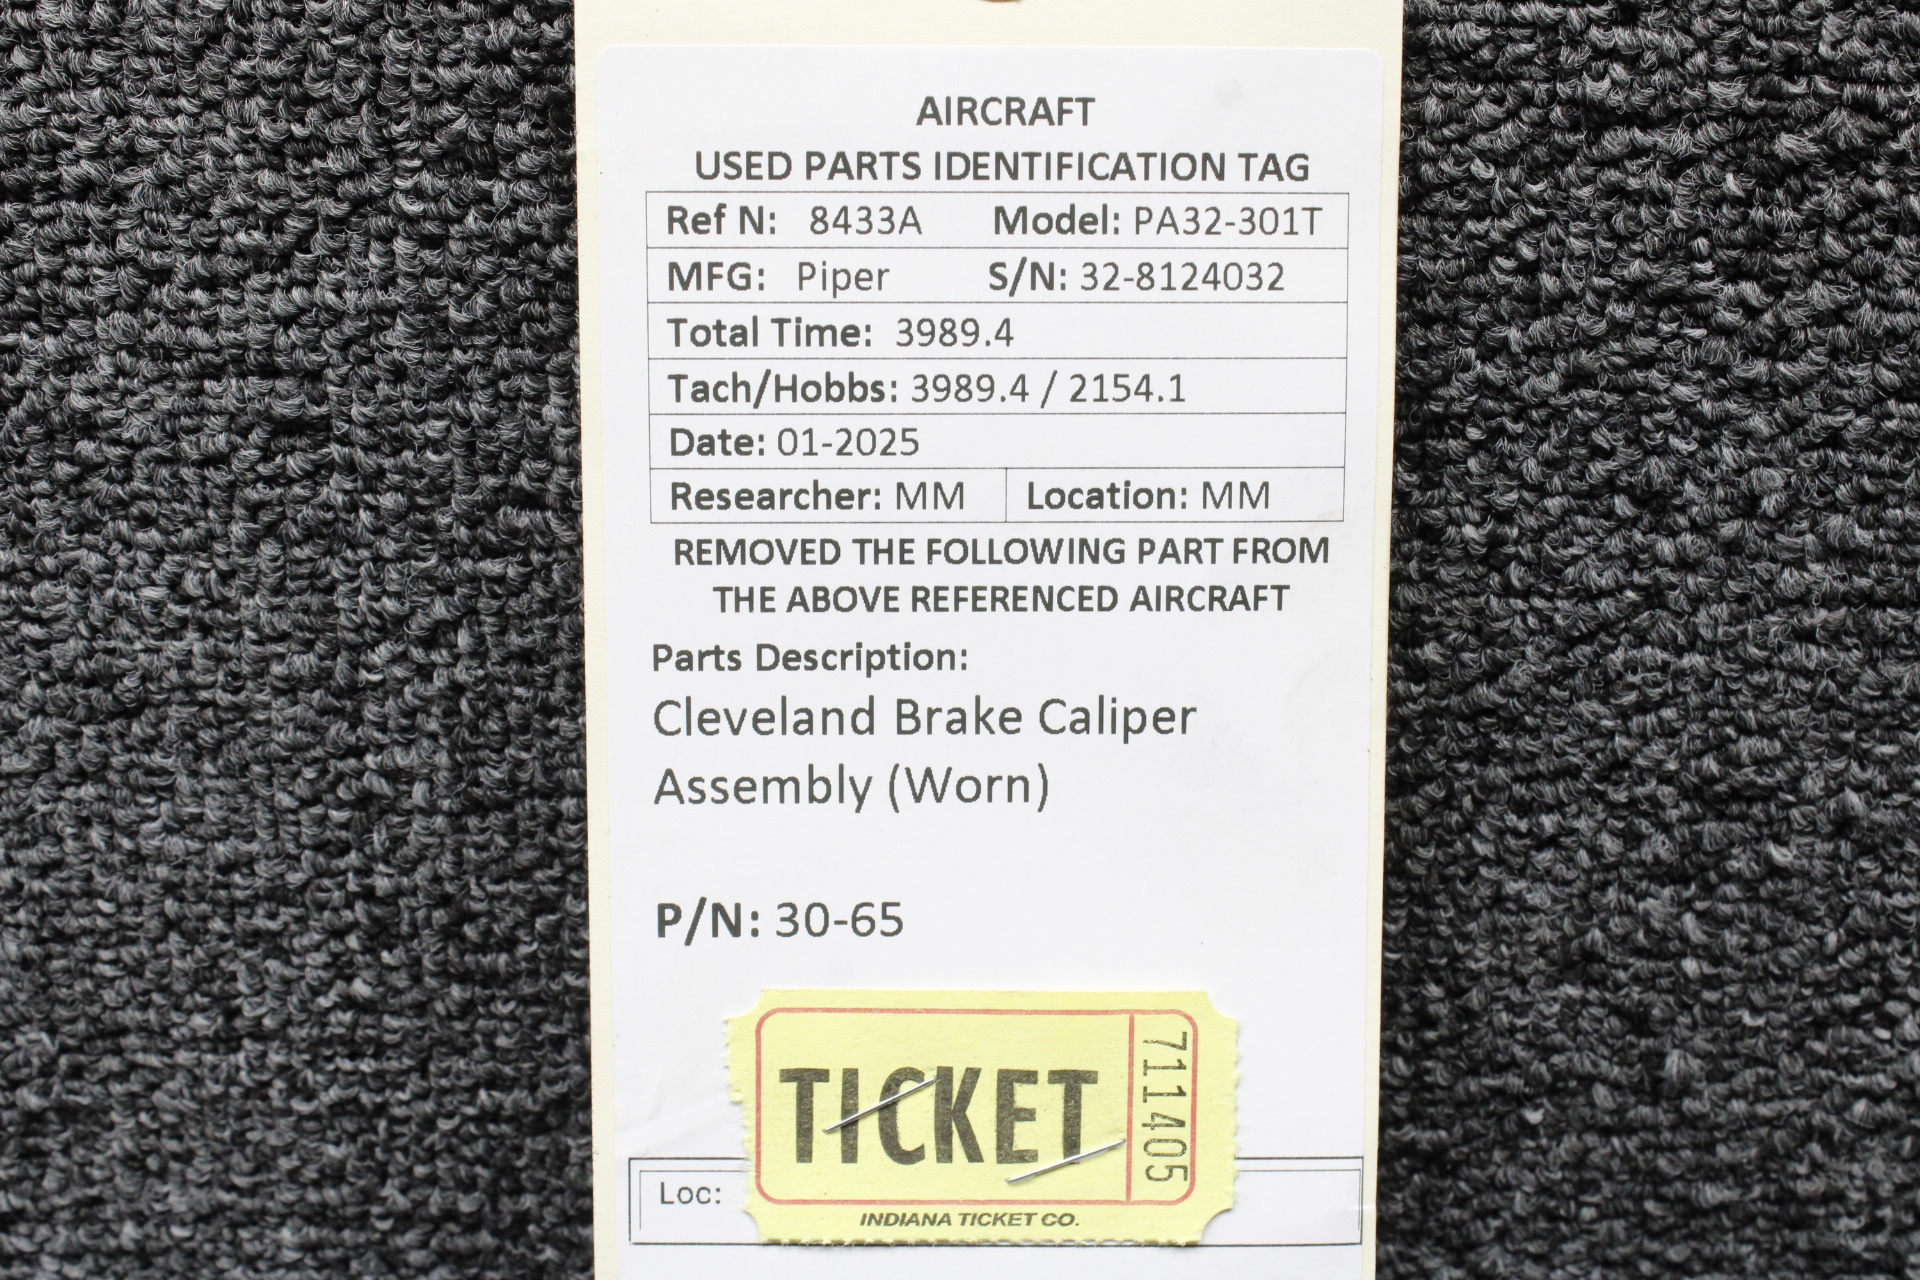 AIRCRAFT
USED PARTS IDENTIFICATION TAG
Ref N: 8433A Model: PA32-301T
MFG: Piper S/N: 32-8124032
Total Time: 3989.4
Tach/Hobbs: 3989.4 / 2154.1
Date: 01-2025
Researcher: MM Location: MM
REMOVED THE FOLLOWING PART FROM
THE ABOVE REFERENCED AIRCRAFT
Parts Description:
Cleveland Brake Caliper
Assembly (Worn)
P/N: 30-65
TICKET
711405
Loc:
INDIANA TICKET CO.